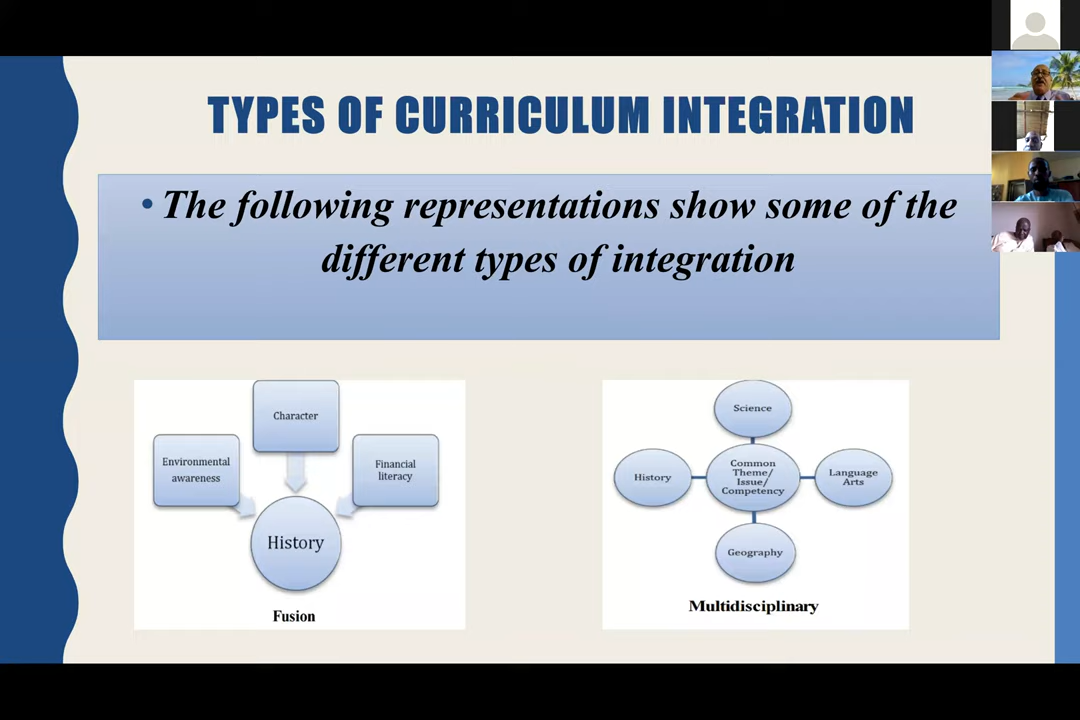 TYPES OF CURRICULUM INTEGRATION
• The following representations show some of the
different types of integration
Character
Environmental
awareness
Financial
literacy
History
Fusion
Science
History
Common
Theme/
Issue/
Competency
Language
Arts
Geography
Multidisciplinary